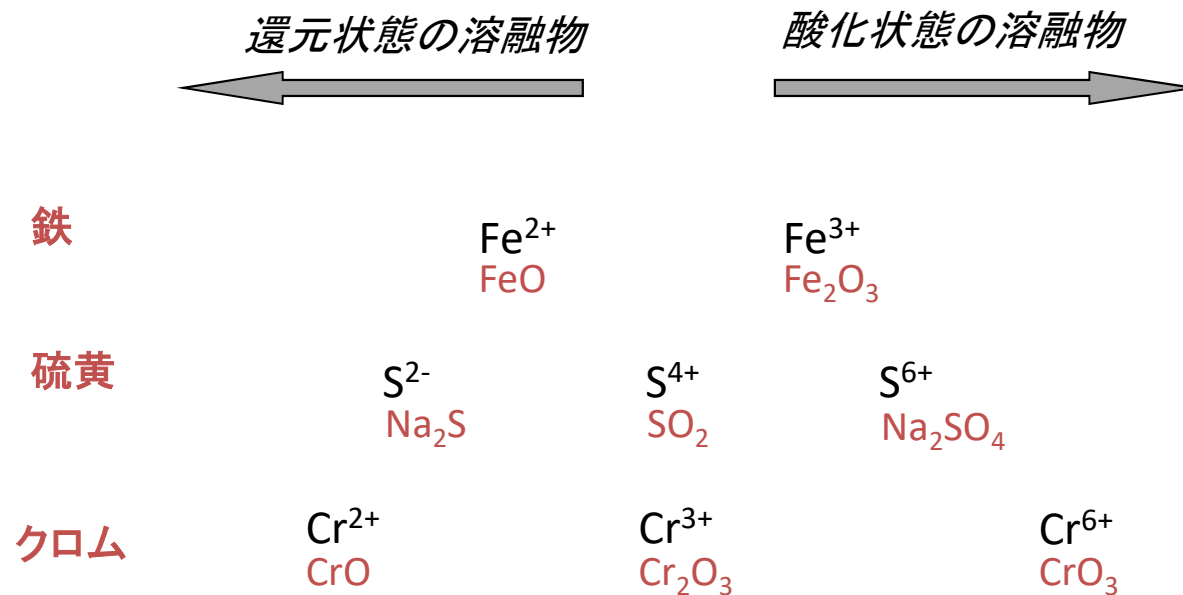 還元状態の溶融物 酸化状態の溶融物
鉄 Fe²⁺ Fe³⁺
FeO Fe₂O₃
硫黄 S²⁻ S⁴⁺ S⁶⁺
Na₂S SO₂ Na₂SO₄
クロム Cr²⁺ Cr³⁺ Cr⁶⁺
CrO Cr₂O₃ CrO₃